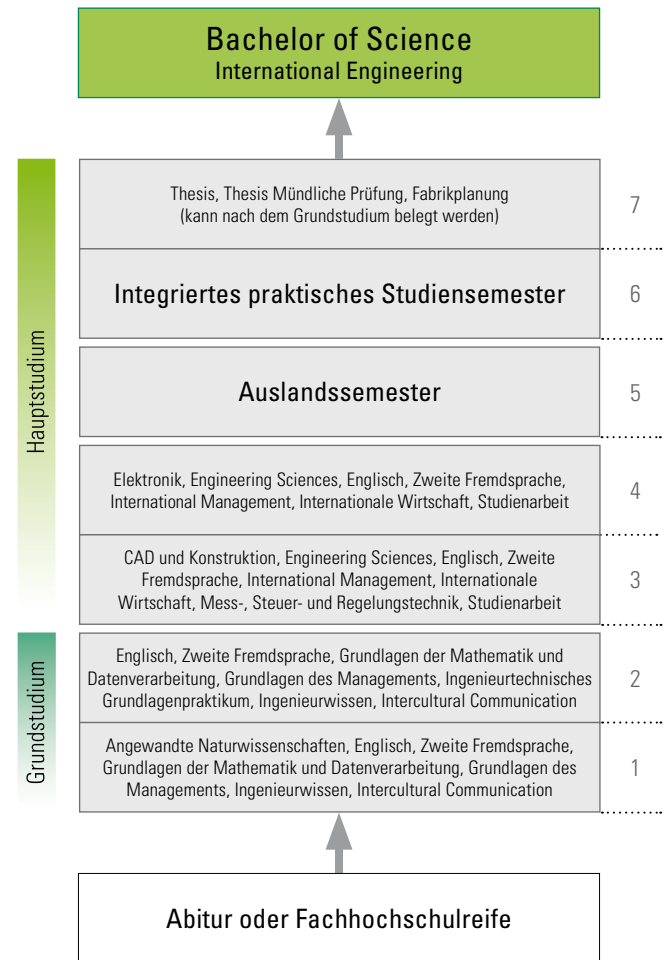 Bachelor of Science
International Engineering
Hauptstudium
Thesis, Thesis Mündliche Prüfung, Fabrikplanung
(kann nach dem Grundstudium belegt werden)
7
Integriertes praktisches Studiensemester
6
Auslandssemester
5
Elektronik, Engineering Sciences, Englisch, Zweite Fremdsprache,
International Management, Internationale Wirtschaft, Studienarbeit
4
CAD und Konstruktion, Engineering Sciences, Englisch, Zweite
Fremdsprache, International Management, Internationale
Wirtschaft, Mess-, Steuer- und Regelungstechnik, Studienarbeit
3
Grundstudium
Englisch, Zweite Fremdsprache, Grundlagen der Mathematik und
Datenverarbeitung, Grundlagen des Managements, Ingenieurtechnisches
Grundlagenpraktikum, Ingenieurwissen, Intercultural Communication
2
Angewandte Naturwissenschaften, Englisch, Zweite Fremdsprache,
Grundlagen der Mathematik und Datenverarbeitung, Grundlagen des
Managements, Ingenieurwissen, Intercultural Communication
1
Abitur oder Fachhochschulreife